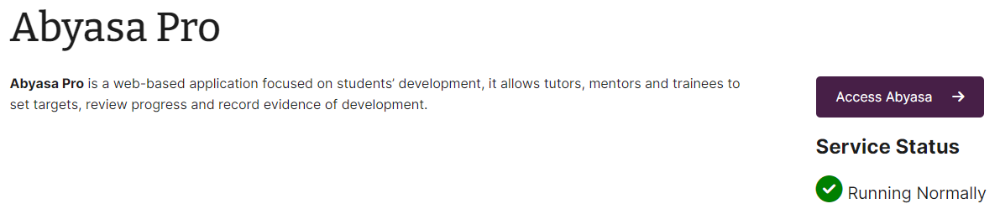 Abyasa Pro
Abyasa Pro is a web-based application focused on students’ development, it allows tutors, mentors and trainees to
set targets, review progress and record evidence of development.
Access Abyasa
Service Status
Running Normally